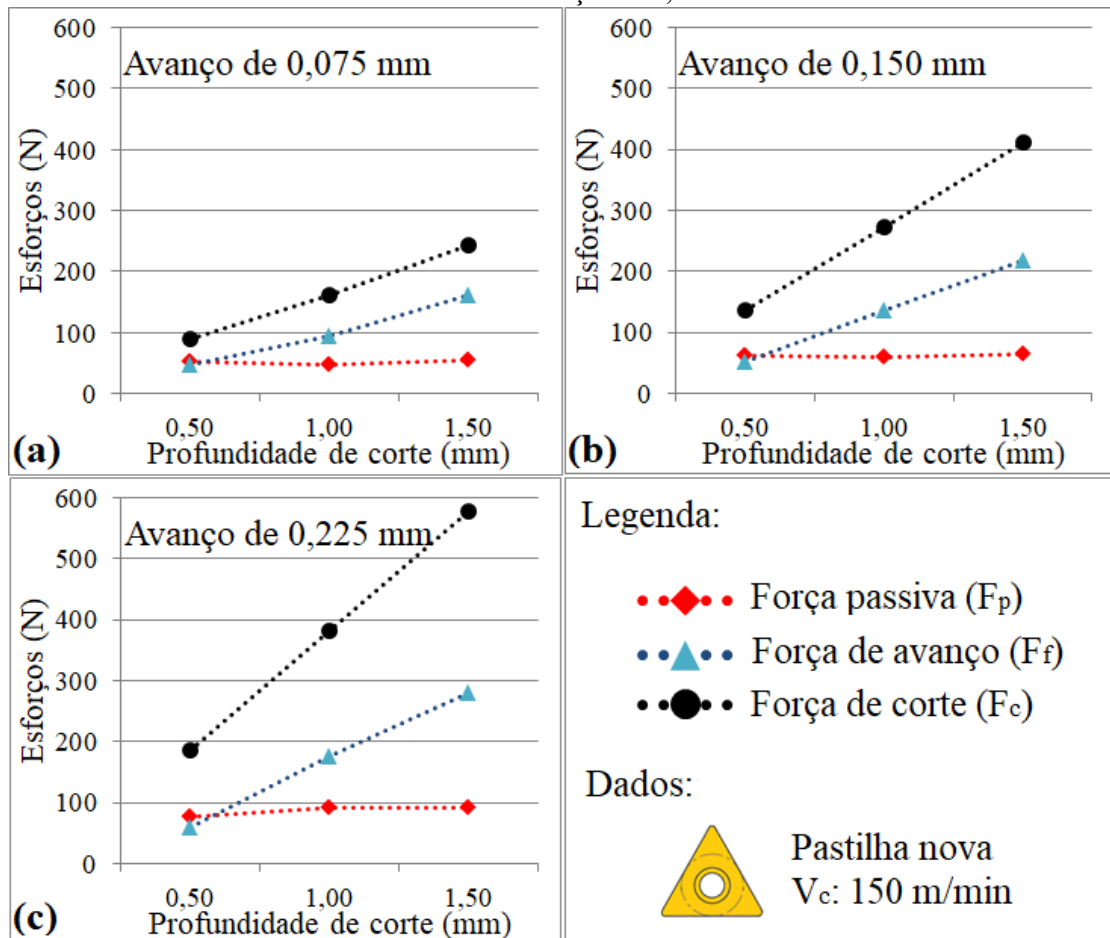 600
Avanço de 0,075 mm
500
400
300
200
100
0
Esforços (N)
0,50 1,00 1,50
(a) Profundidade de corte (mm)
600
Avanço de 0,150 mm
500
400
300
200
100
0
Esforços (N)
0,50 1,00 1,50
(b) Profundidade de corte (mm)
600
Avanço de 0,225 mm
500
400
300
200
100
0
Esforços (N)
0,50 1,00 1,50
(c) Profundidade de corte (mm)
Legenda:
Força passiva (Fp)
Força de avanço (Ff)
Força de corte (Fc)
Dados:
Pastilha nova
Vc: 150 m/min